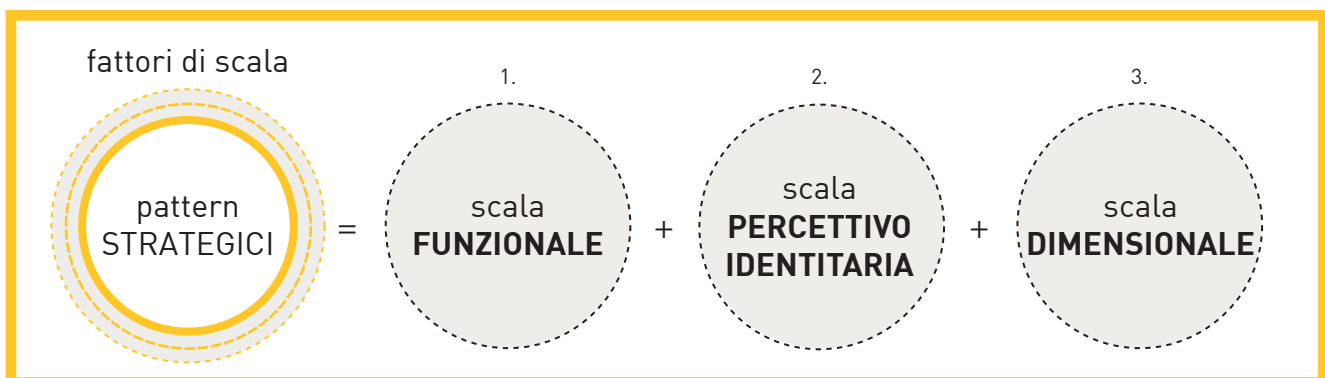 fattori di scala
pattern
STRATEGICI
=
1.
scala
FUNZIONALE
+
2.
scala
PERCETTIVO
IDENTITARIA
+
3.
scala
DIMENSIONALE